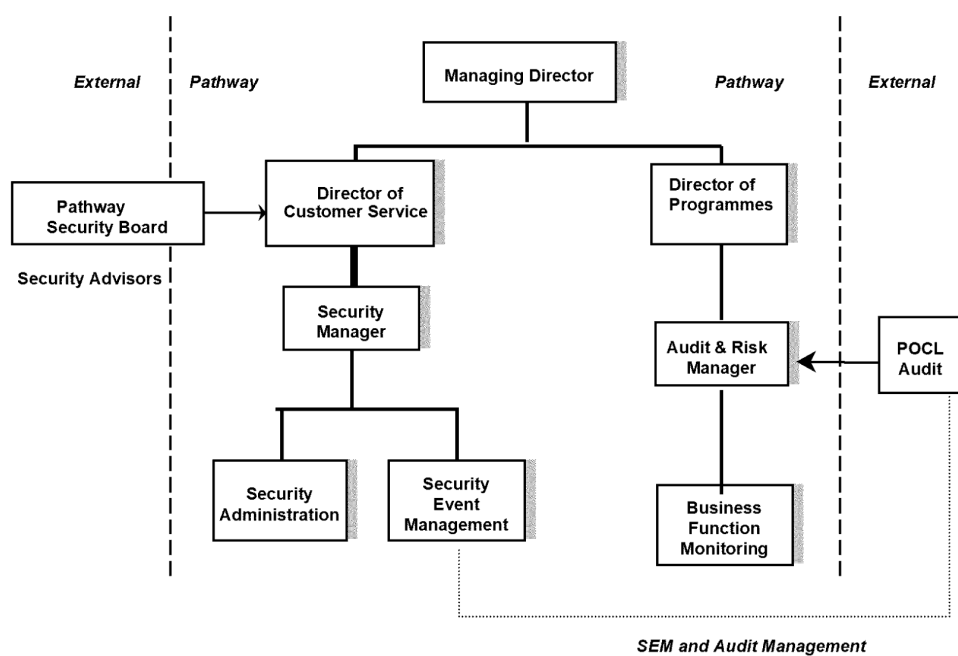 Managing Director
External
Pathway
Pathway
External
Director of
Customer Service
Director of
Programmes
Pathway
Security Board
Security Advisors
Security
Manager
Audit & Risk
Manager
POCL
Audit
Security
Administration
Security
Event
Management
Business
Function
Monitoring
SEM and Audit Management